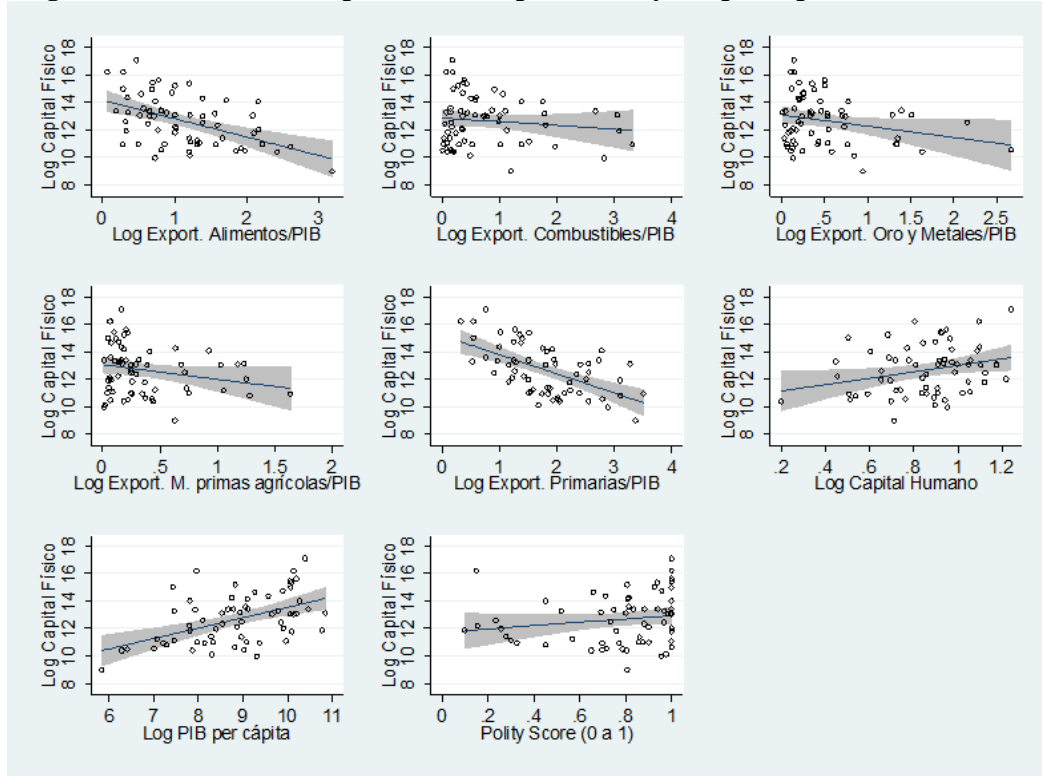 Log Capital Físico
8 10 12 14 16 18
0 1 2 3
Log Export. Alimentos/PIB
Log Capital Físico
8 10 12 14 16 18
0 1 2 3 4
Log Export. Combustibles/PIB
Log Capital Físico
8 10 12 14 16 18
0 .5 1 1.5 2 2.5
Log Export. Oro y Metales/PIB
Log Capital Físico
8 10 12 14 16 18
0 .5 1 1.5 2
Log Export. M. primas agrícolas/PIB
Log Capital Físico
8 10 12 14 16 18
0 1 2 3 4
Log Export. Primarias/PIB
Log Capital Físico
8 10 12 14 16 18
.2 .4 .6 .8 1 1.2
Log Capital Humano
Log Capital Físico
8 10 12 14 16 18
6 7 8 9 10 11
Log PIB per cápita
Log Capital Físico
8 10 12 14 16 18
0 .2 .4 .6 .8 1
Polity Score (0 a 1)